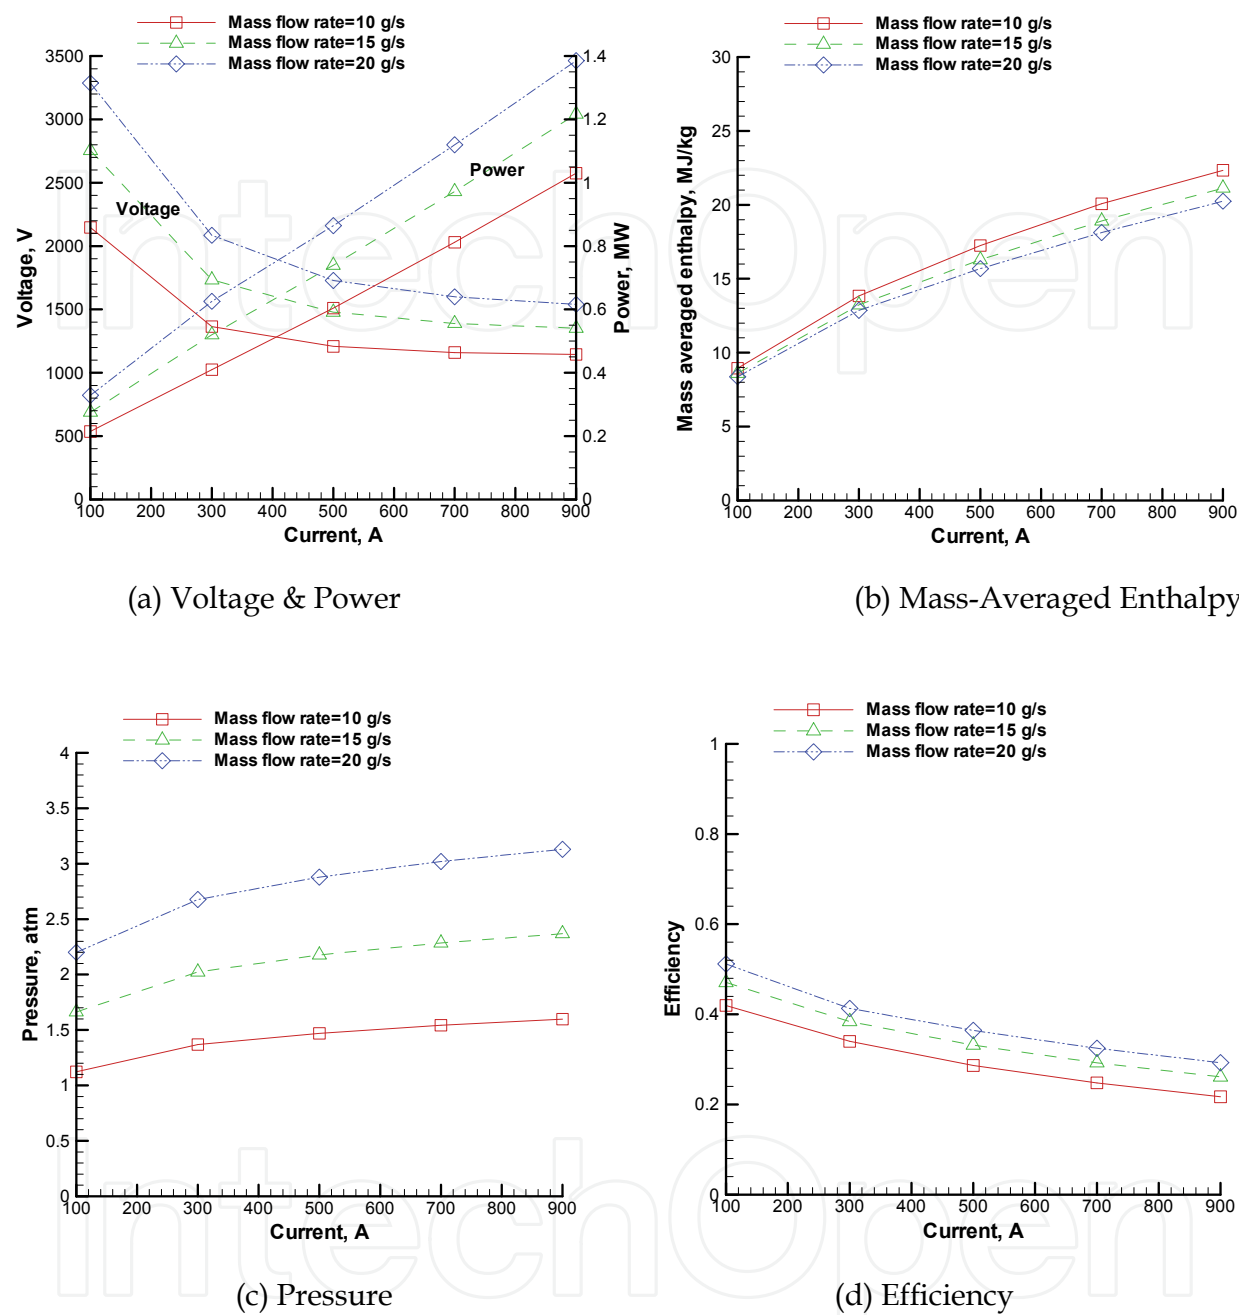 Mass flow rate=10 g/s
Mass flow rate=15 g/s
Mass flow rate=20 g/s
3500
3000
2500
2000
1500
1000
500
0
Voltage, V
1.4
1.2
1
0.8
0.6
0.4
0.2
0
Power, MW
Voltage
Power
100 200 300 400 500 600 700 800 900
Current, A
(a) Voltage & Power
Mass flow rate=10 g/s
Mass flow rate=15 g/s
Mass flow rate=20 g/s
30
25
20
15
10
5
0
Mass averaged enthalpy, MJ/kg
100 200 300 400 500 600 700 800 900
Current, A
(b) Mass-Averaged Enthalpy
Mass flow rate=10 g/s
Mass flow rate=15 g/s
Mass flow rate=20 g/s
4
3.5
3
2.5
2
1.5
1
0.5
0
Pressure, atm
100 200 300 400 500 600 700 800 900
Current, A
(c) Pressure
Mass flow rate=10 g/s
Mass flow rate=15 g/s
Mass flow rate=20 g/s
1
0.8
0.6
0.4
0.2
0
Efficiency
100 200 300 400 500 600 700 800 900
Current, A
(d) Efficiency
IntechOpen
IntechOpen